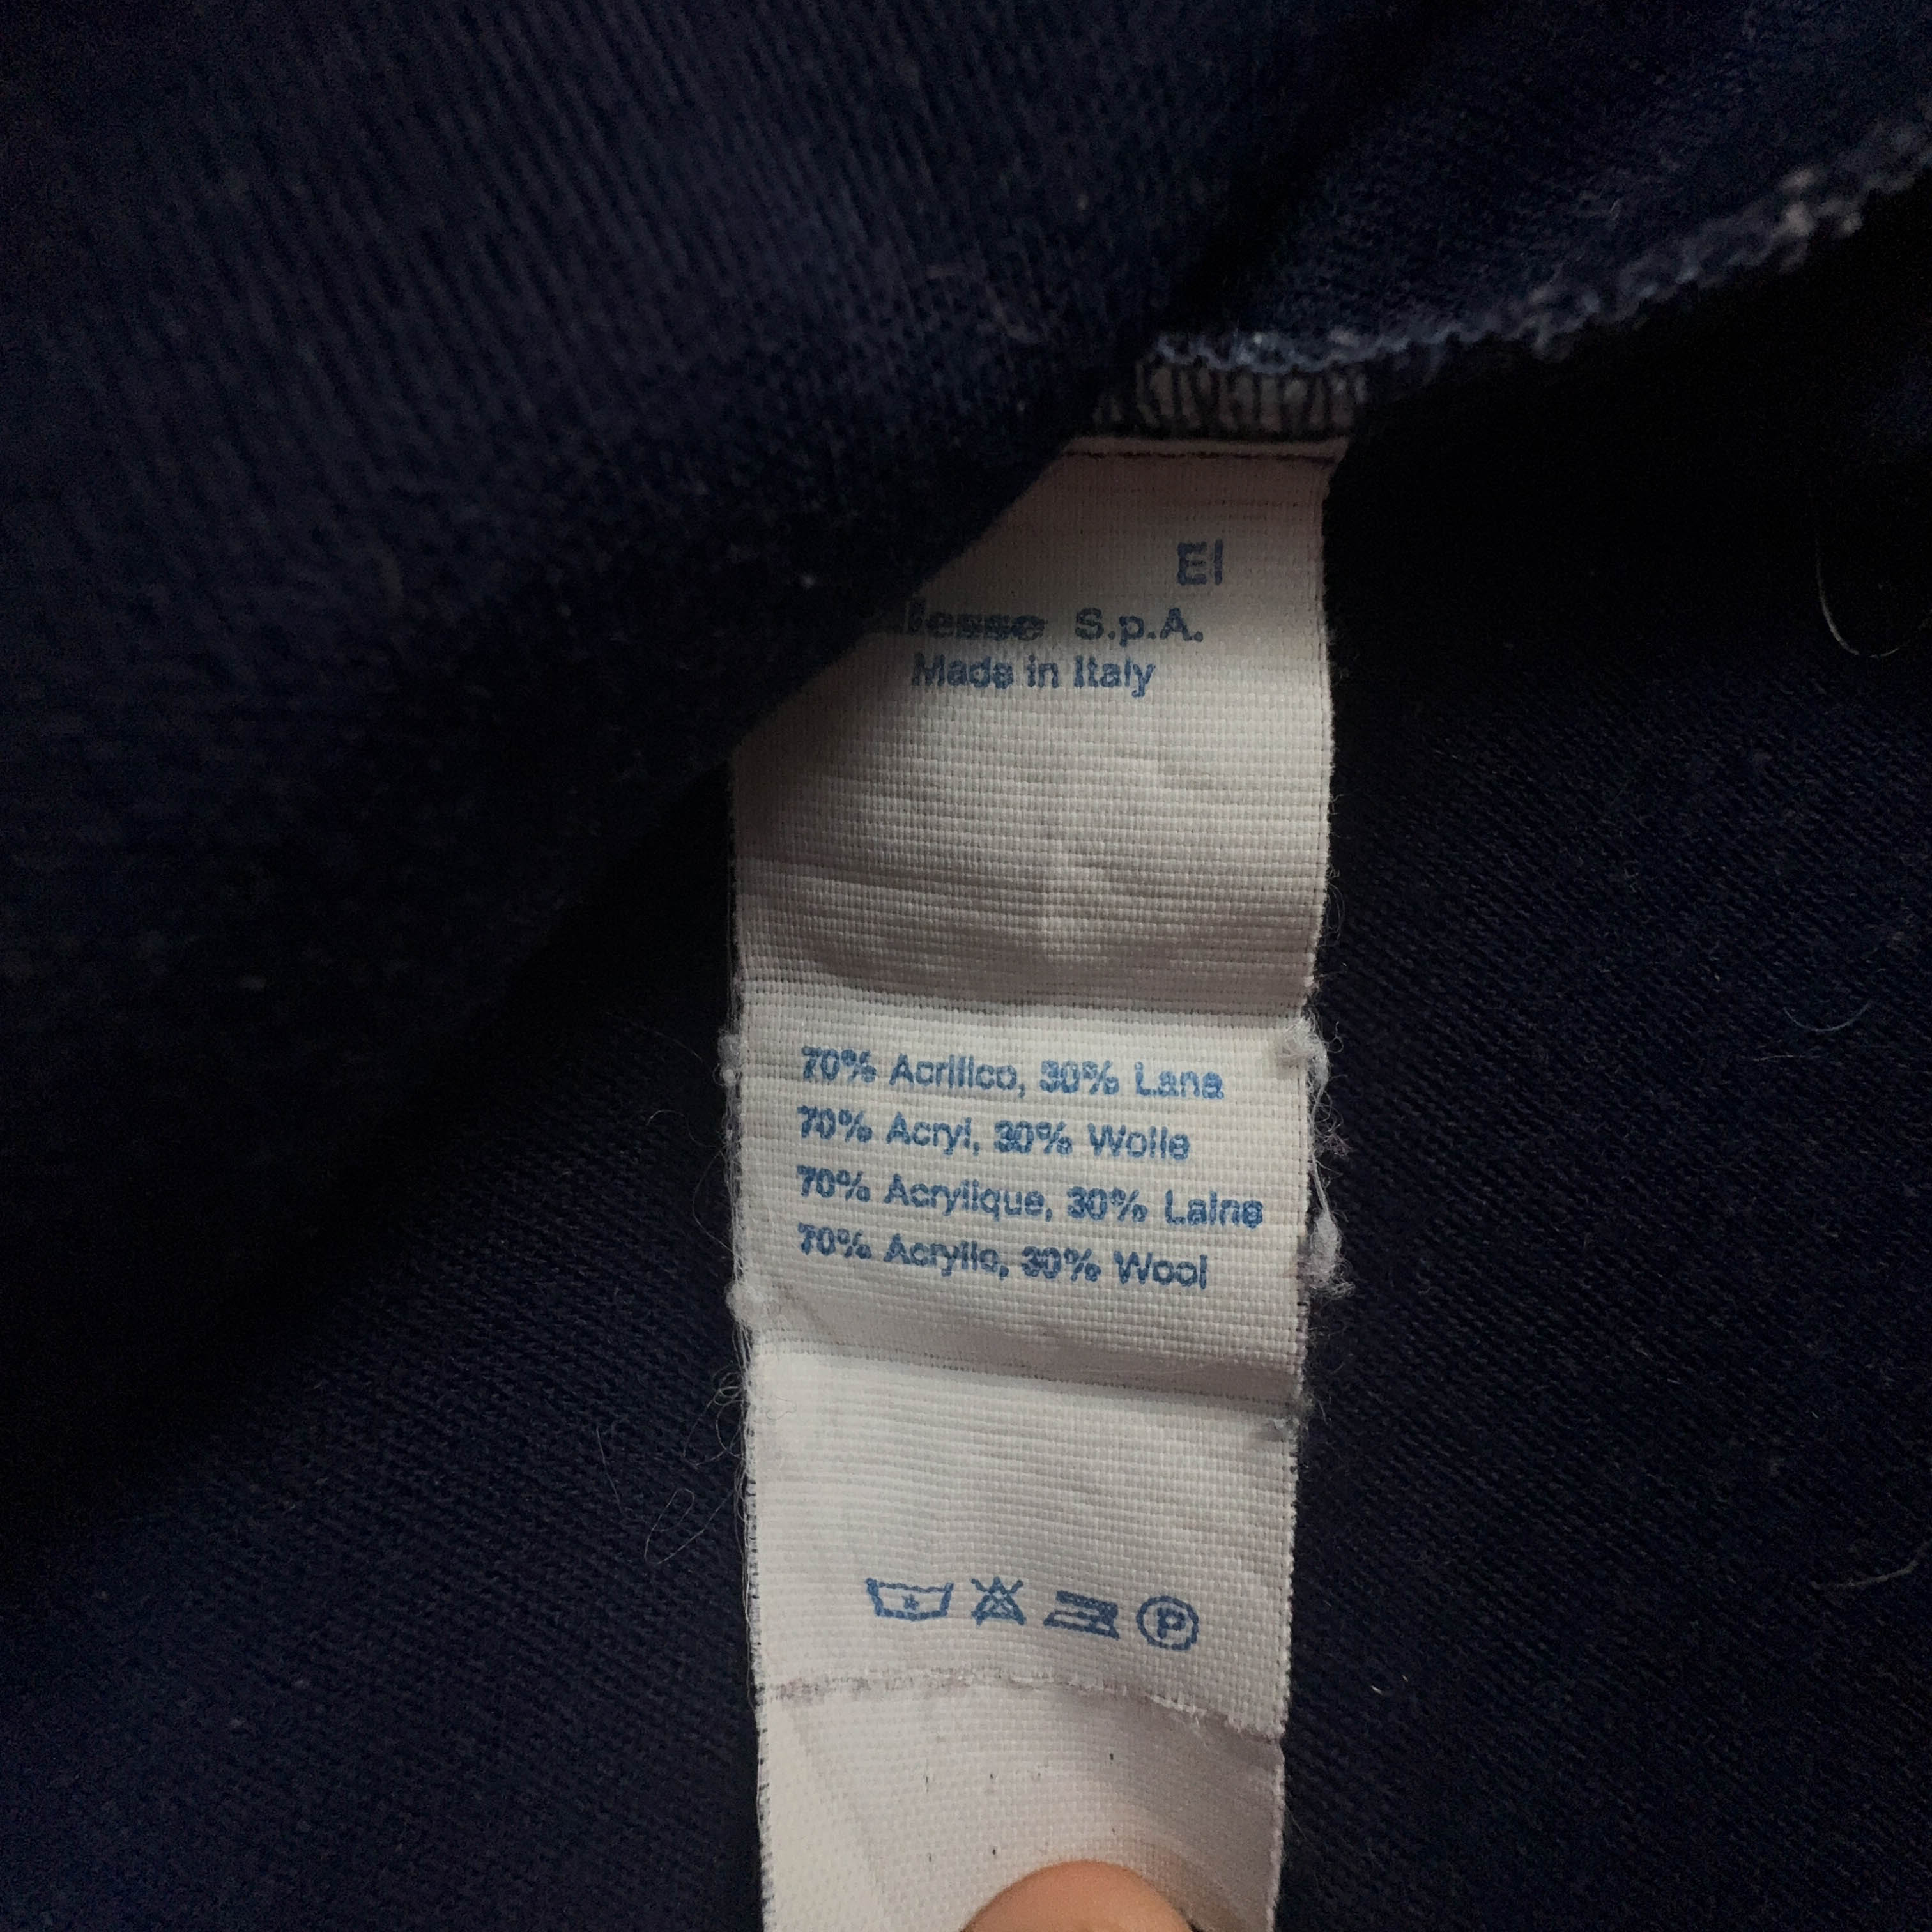 El
S.p.A.
Made in Italy
70% Acrilico, 30% Lana
70% Acryl, 30% Wolle
70% Acrylique, 30% Laine
70% Acrylic, 30% Wool
P